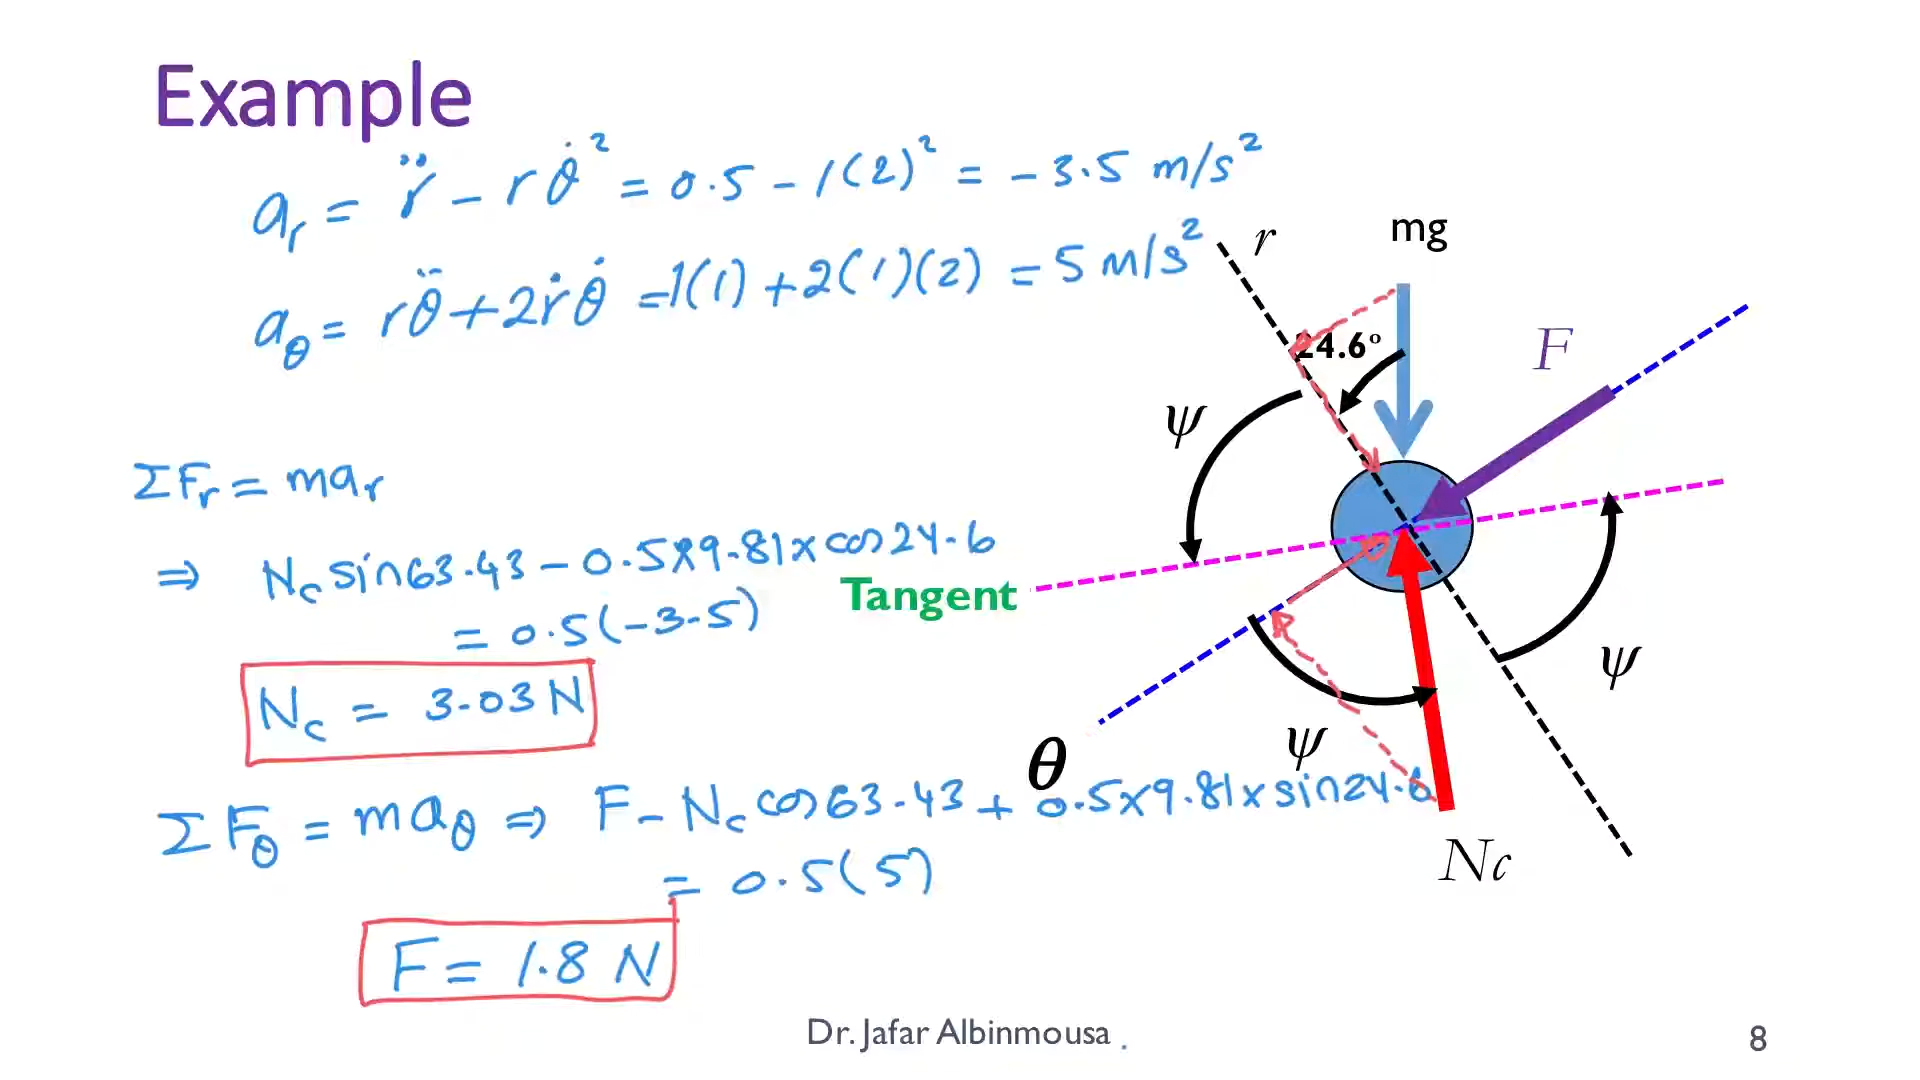 Example
a_r = r̈ - rθ̇² = 0.5 - 1(2)² = -3.5 m/s²
a_θ = rθ̈ + 2ṙθ̇ = 1(1) + 2(1)(2) = 5 m/s²
ΣF_r = ma_r
⇒ N_c sin63.43 - 0.5×9.81×cos24.6
= 0.5(-3.5)
N_c = 3.03 N
ΣF_θ = ma_θ ⇒ F - N_c cos63.43 + 0.5×9.81×sin24.6
= 0.5(5)
F = 1.8 N
r
mg
24.6°
F
ψ
Tangent
ψ
ψ
θ
Nc
Dr. Jafar Albinmousa .
8